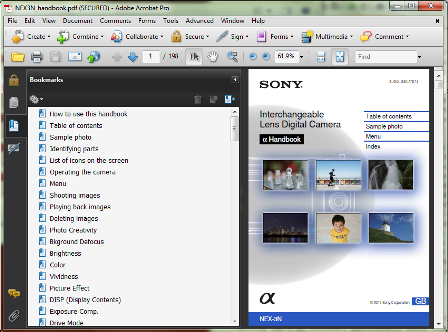 NEX3N handbook.pdf (SECURED) - Adobe Acrobat Pro
File Edit View Document Comments Forms Tools Advanced Window Help
Create Combine Collaborate Secure Sign Forms Multimedia Comment
1 / 198 61.9% Find
Bookmarks
How to use this handbook
Table of contents
Sample photo
Identifying parts
List of icons on the screen
Operating the camera
Menu
Shooting images
Playing back images
Deleting images
Photo Creativity
Bkground Defocus
Brightness
Color
Vividness
Picture Effect
DISP (Display Contents)
Exposure Comp.
Drive Mode
SONY
Interchangeable
Lens Digital Camera
α Handbook
Table of contents
Sample photo
Menu
Index
α
© 2013 Sony Corporation GB
NEX-3N